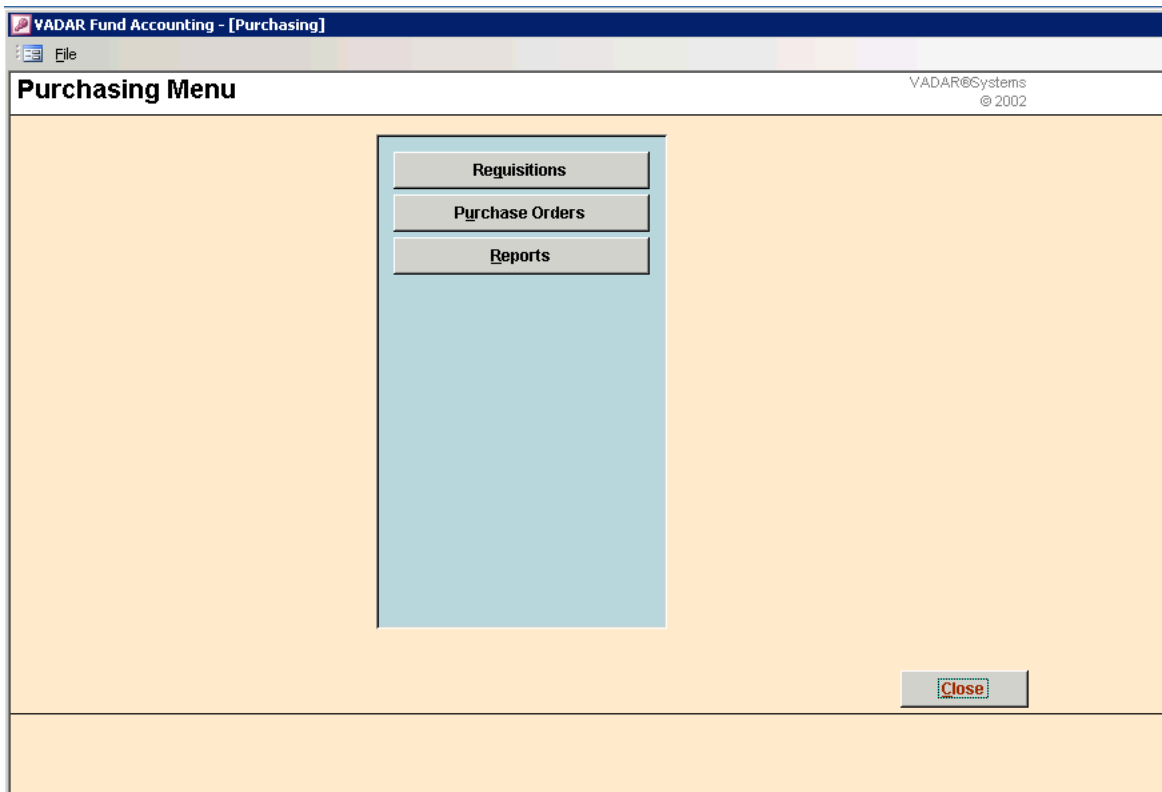 VADAR Fund Accounting - [Purchasing]
File
Purchasing Menu
VADAR®Systems
© 2002
Requisitions
Purchase Orders
Reports
Close